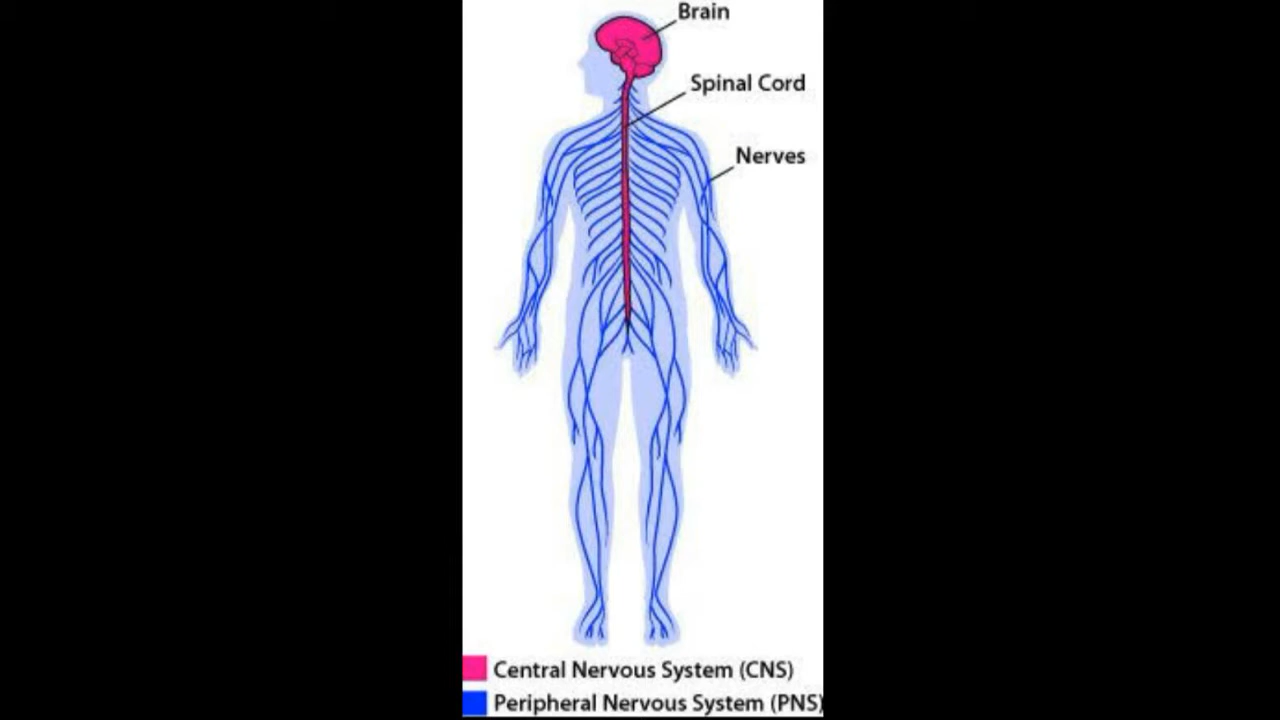 Brain
Spinal Cord
Nerves
Central Nervous System (CNS)
Peripheral Nervous System (PNS)